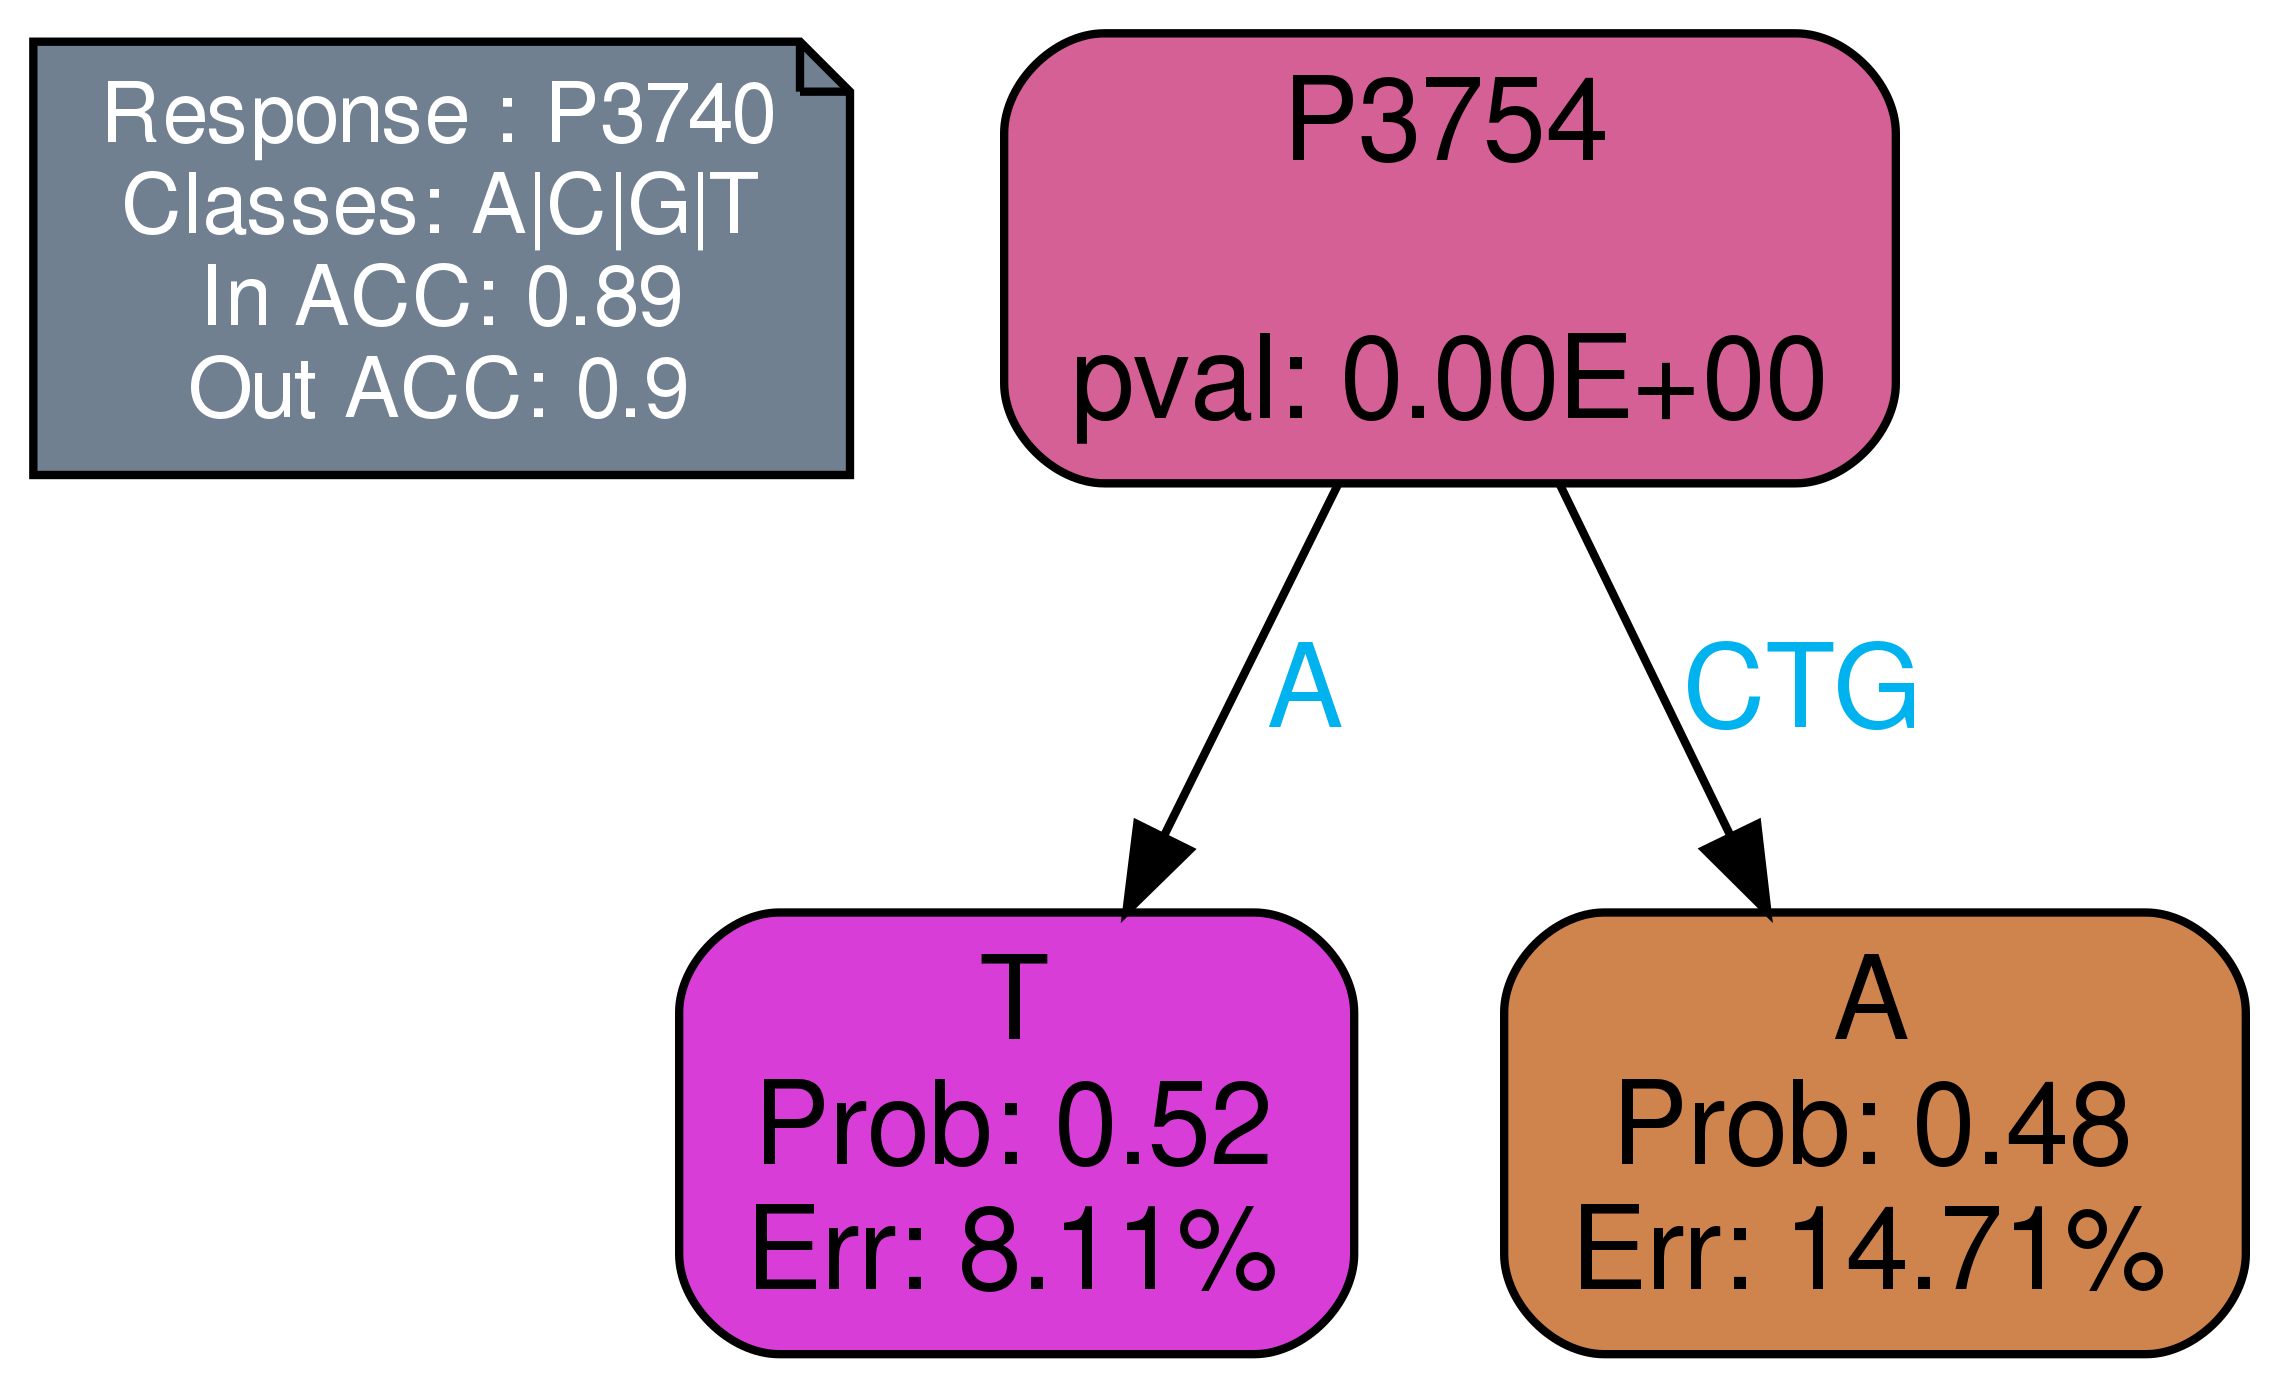 Response : P3740
Classes: A|C|G|T
In ACC: 0.89
Out ACC: 0.9
P3754
pval: 0.00E+00
A
CTG
T
Prob: 0.52
Err: 8.11%
A
Prob: 0.48
Err: 14.71%